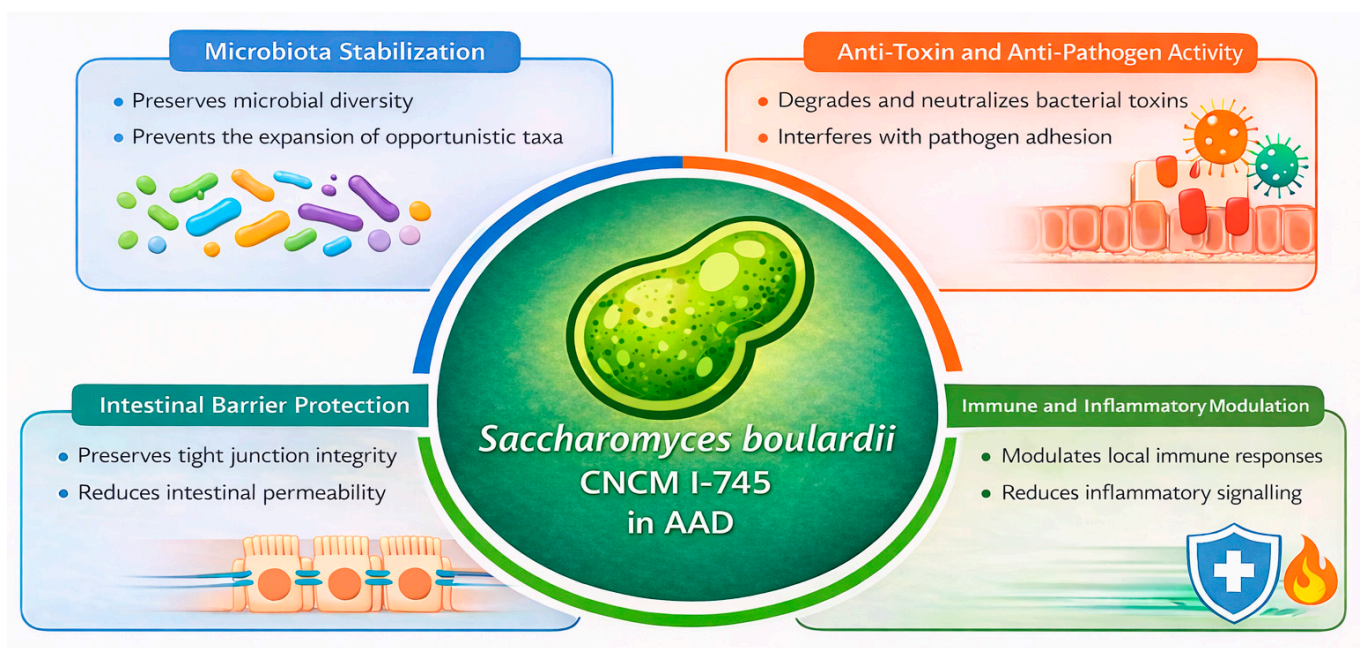 Microbiota Stabilization
• Preserves microbial diversity
• Prevents the expansion of opportunistic taxa
Anti-Toxin and Anti-Pathogen Activity
• Degrades and neutralizes bacterial toxins
• Interferes with pathogen adhesion
Intestinal Barrier Protection
• Preserves tight junction integrity
• Reduces intestinal permeability
Saccharomyces boulardii
CNCM I-745
in AAD
Immune and Inflammatory Modulation
• Modulates local immune responses
• Reduces inflammatory signalling